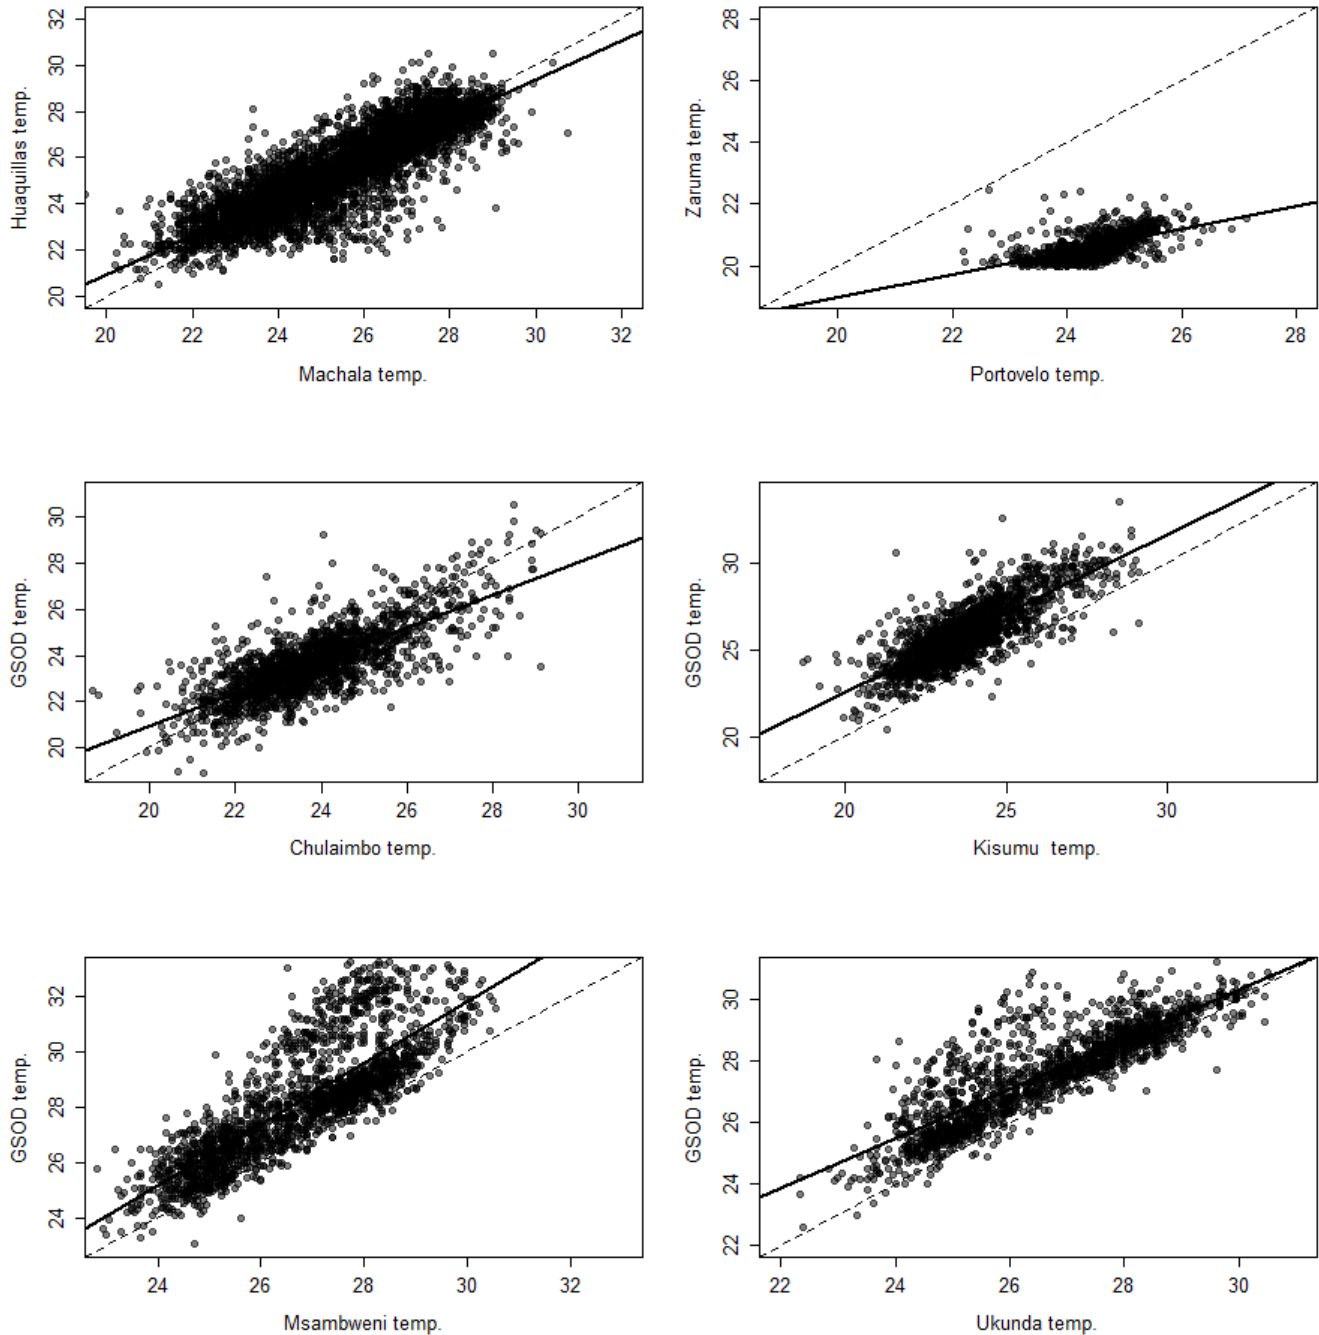 Huaquillas temp.
20 22 24 26 28 30 32
20 22 24 26 28 30 32
Machala temp.
Zaruma temp.
20 22 24 26 28
20 22 24 26 28
Portovelo temp.
GSOD temp.
20 22 24 26 28 30
20 22 24 26 28 30
Chulaimbo temp.
GSOD temp.
20 25 30
20 25 30
Kisumu temp.
GSOD temp.
24 26 28 30 32
24 26 28 30 32
Msambweni temp.
GSOD temp.
22 24 26 28 30
22 24 26 28 30
Ukunda temp.